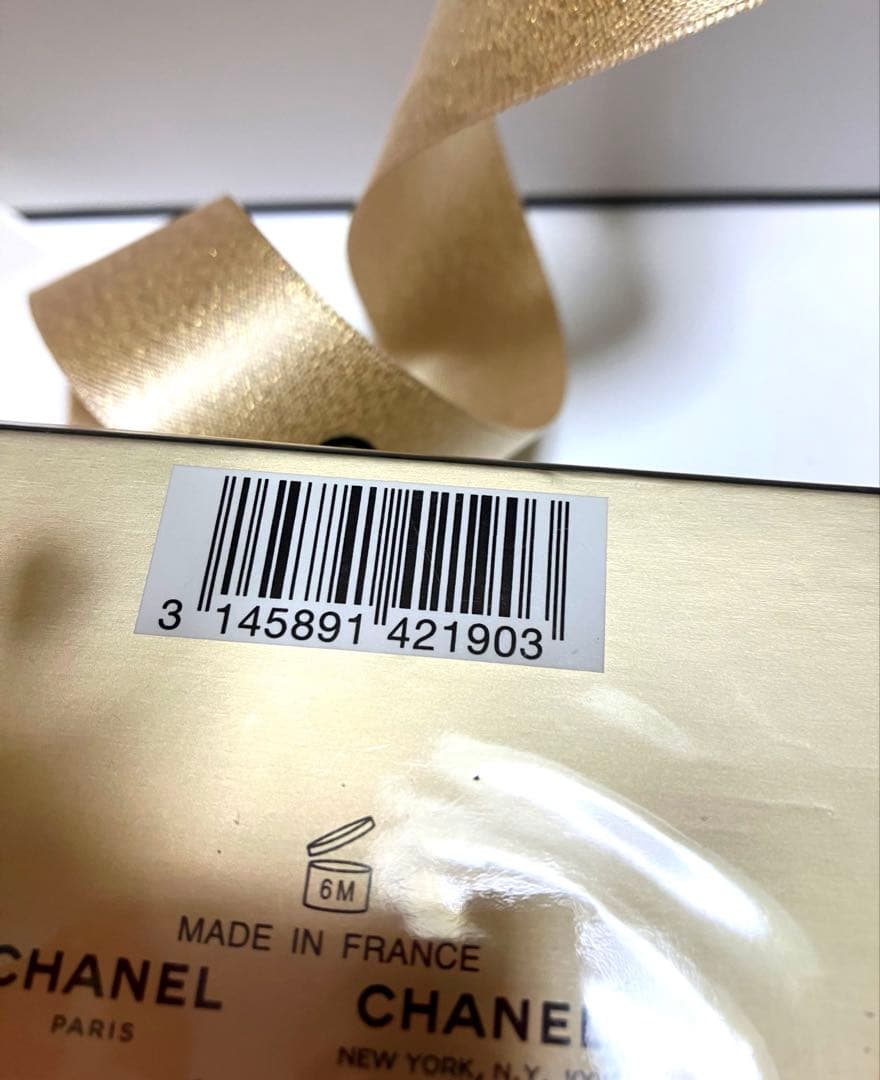 3 145891 421903
6M
MADE IN FRANCE
CHANEL CHANEL
PARIS NEW YORK, N.Y.